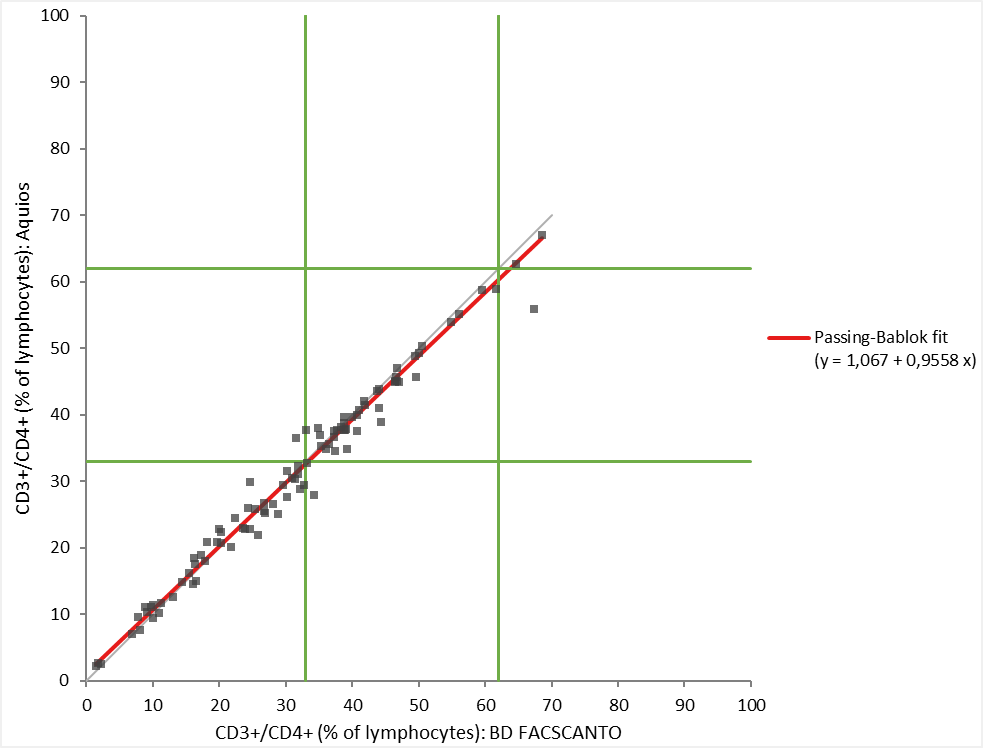 100
90
80
70
60
50
40
30
20
10
0
CD3+/CD4+ (% of lymphocytes): Aquios
0 10 20 30 40 50 60 70 80 90 100
CD3+/CD4+ (% of lymphocytes): BD FACSCANTO
Passing-Bablok fit
(y = 1,067 + 0,9558 x)